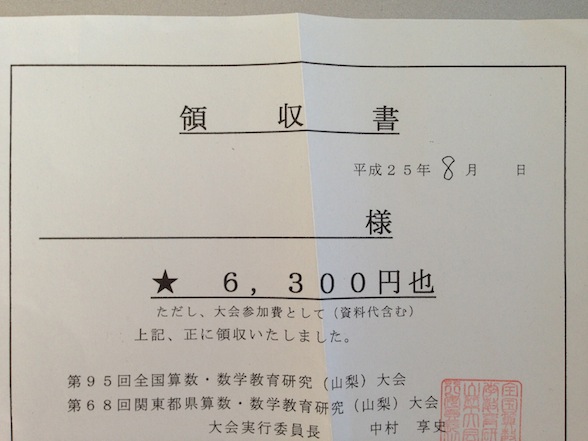 領　収　書
平成２５年 8 月　　日
様
★　６，３００円也
ただし、大会参加費として（資料代含む）
上記、正に領収いたしました。
第９５回全国算数・数学教育研究（山梨）大会
第６８回関東都県算数・数学教育研究（山梨）大会
大会実行委員長　中村　享史